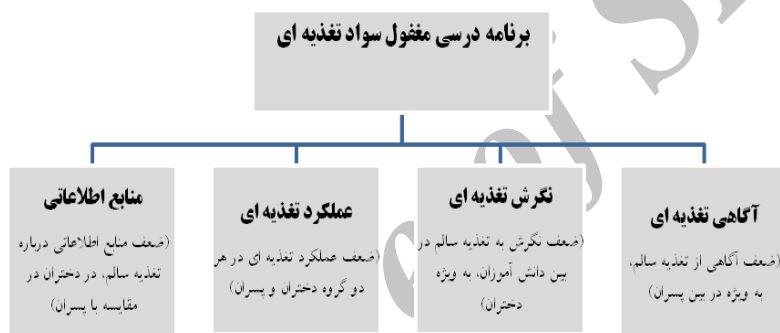 برنامه درسی مغفول سواد تغذیه ای
آگاهی تغذیه ای
(ضعف آگاهی از تغذیه سالم،
به ویژه در بین پسران)
نگرش تغذیه ای
(ضعف نگرش به تغذیه سالم در
بین دانش آموزان، به ویژه
دختران)
عملکرد تغذیه ای
(ضعف عملکرد تغذیه ای در هر
دو گروه دختران و پسران)
منابع اطلاعاتی
(ضعف منابع اطلاعاتی درباره
تغذیه سالم، در دختران در
مقایسه با پسران)